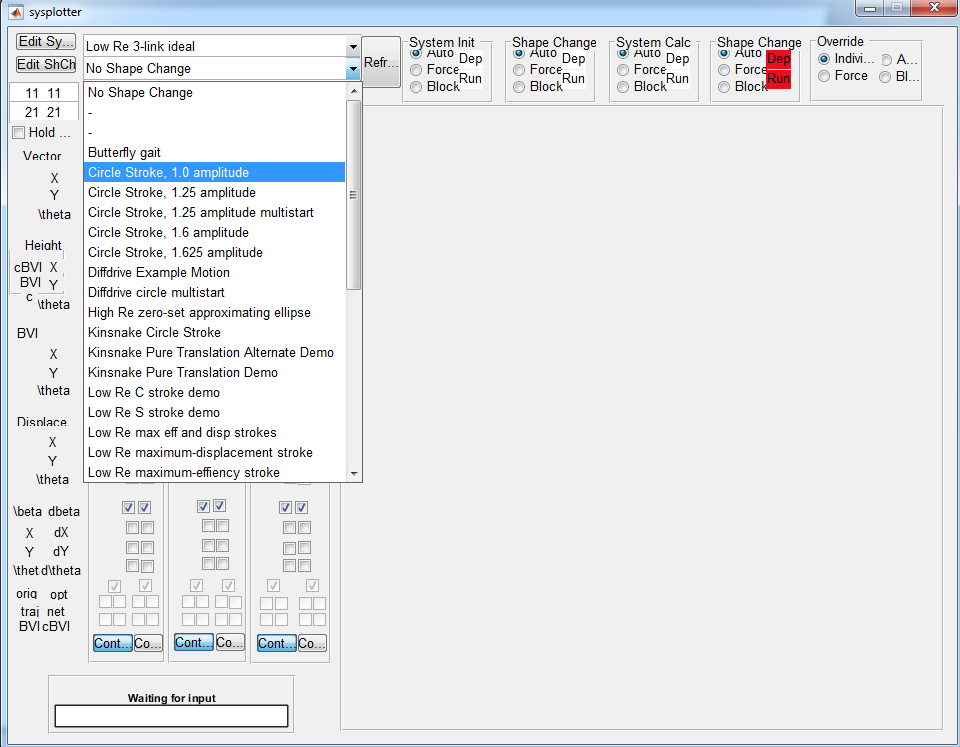 sysplotter
Edit Sy...
Low Re 3-link ideal
Edit ShCh
No Shape Change
Refr...
System Init
Auto Dep
Force
Run
Block
Shape Change
Auto Dep
Force
Run
Block
System Calc
Auto Dep
Force
Run
Block
Shape Change
Auto Dep
Force
Run
Block
Override
Indivi... A...
Force Bl...
11 11
21 21
Hold ...
Vector
X
Y
\theta
Height
cBVI X
BVI Y
c \theta
BVI
X
Y
\theta
Displace
X
Y
\theta
\beta dbeta
X dX
Y dY
\thet d\theta
orig opt
traj net
BVI cBVI
No Shape Change
-
-
Butterfly gait
Circle Stroke, 1.0 amplitude
Circle Stroke, 1.25 amplitude
Circle Stroke, 1.25 amplitude multistart
Circle Stroke, 1.6 amplitude
Circle Stroke, 1.625 amplitude
Diffdrive Example Motion
Diffdrive circle multistart
High Re zero-set approximating ellipse
Kinsnake Circle Stroke
Kinsnake Pure Translation Alternate Demo
Kinsnake Pure Translation Demo
Low Re C stroke demo
Low Re S stroke demo
Low Re max eff and disp strokes
Low Re maximum-displacement stroke
Low Re maximum-effiency stroke
Cont... Co... Cont... Co... Cont... Co...
Waiting for input